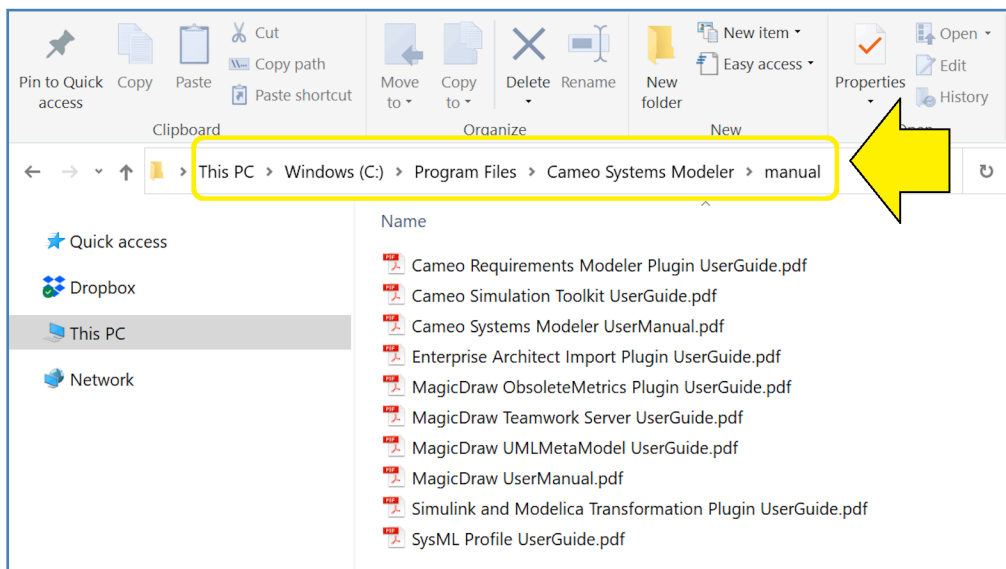 Pin to Quick access
Copy
Paste
Cut
Copy path
Paste shortcut
Clipboard
Move to
Copy to
Delete
Rename
Organize
New folder
New item
Easy access
New
Properties
Open
Edit
History
Open
This PC > Windows (C:) > Program Files > Cameo Systems Modeler > manual
Quick access
Dropbox
This PC
Network
Name
Cameo Requirements Modeler Plugin UserGuide.pdf
Cameo Simulation Toolkit UserGuide.pdf
Cameo Systems Modeler UserManual.pdf
Enterprise Architect Import Plugin UserGuide.pdf
MagicDraw ObsoleteMetrics Plugin UserGuide.pdf
MagicDraw Teamwork Server UserGuide.pdf
MagicDraw UMLMetaModel UserGuide.pdf
MagicDraw UserManual.pdf
Simulink and Modelica Transformation Plugin UserGuide.pdf
SysML Profile UserGuide.pdf